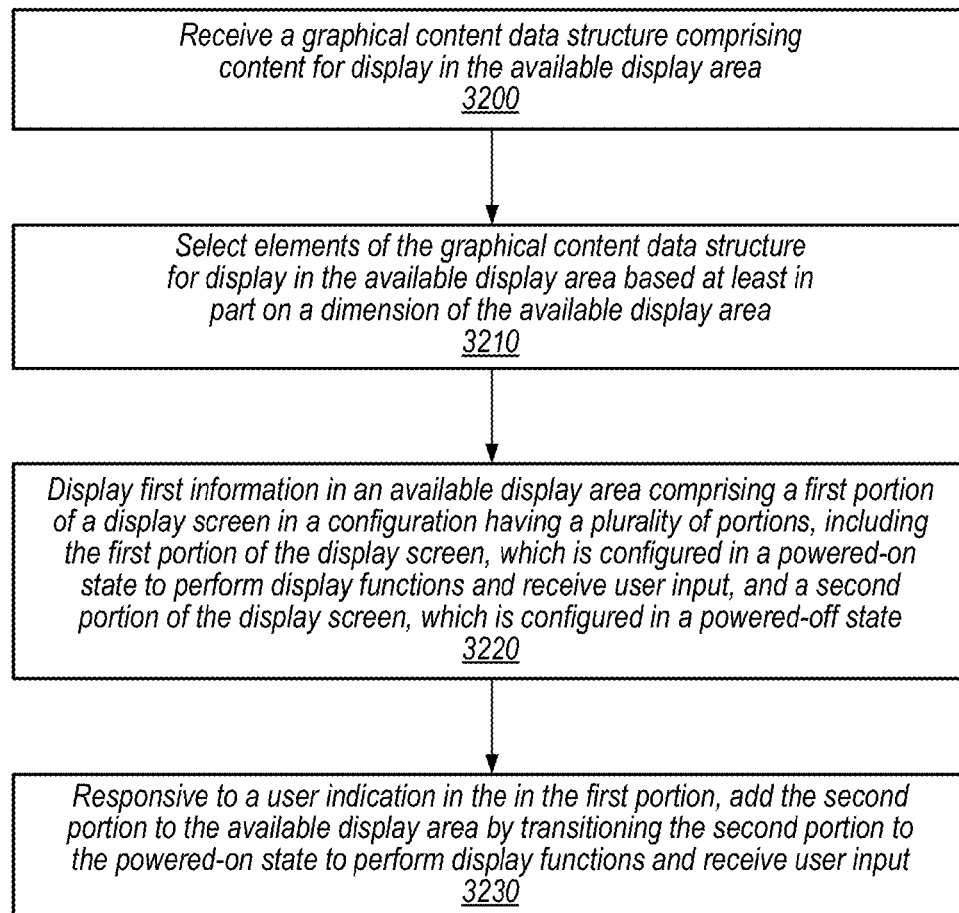 Receive a graphical content data structure comprising
content for display in the available display area
3200
Select elements of the graphical content data structure
for display in the available display area based at least in
part on a dimension of the available display area
3210
Display first information in an available display area comprising a first portion
of a display screen in a configuration having a plurality of portions, including
the first portion of the display screen, which is configured in a powered-on
state to perform display functions and receive user input, and a second
portion of the display screen, which is configured in a powered-off state
3220
Responsive to a user indication in the in the first portion, add the second
portion to the available display area by transitioning the second portion to
the powered-on state to perform display functions and receive user input
3230